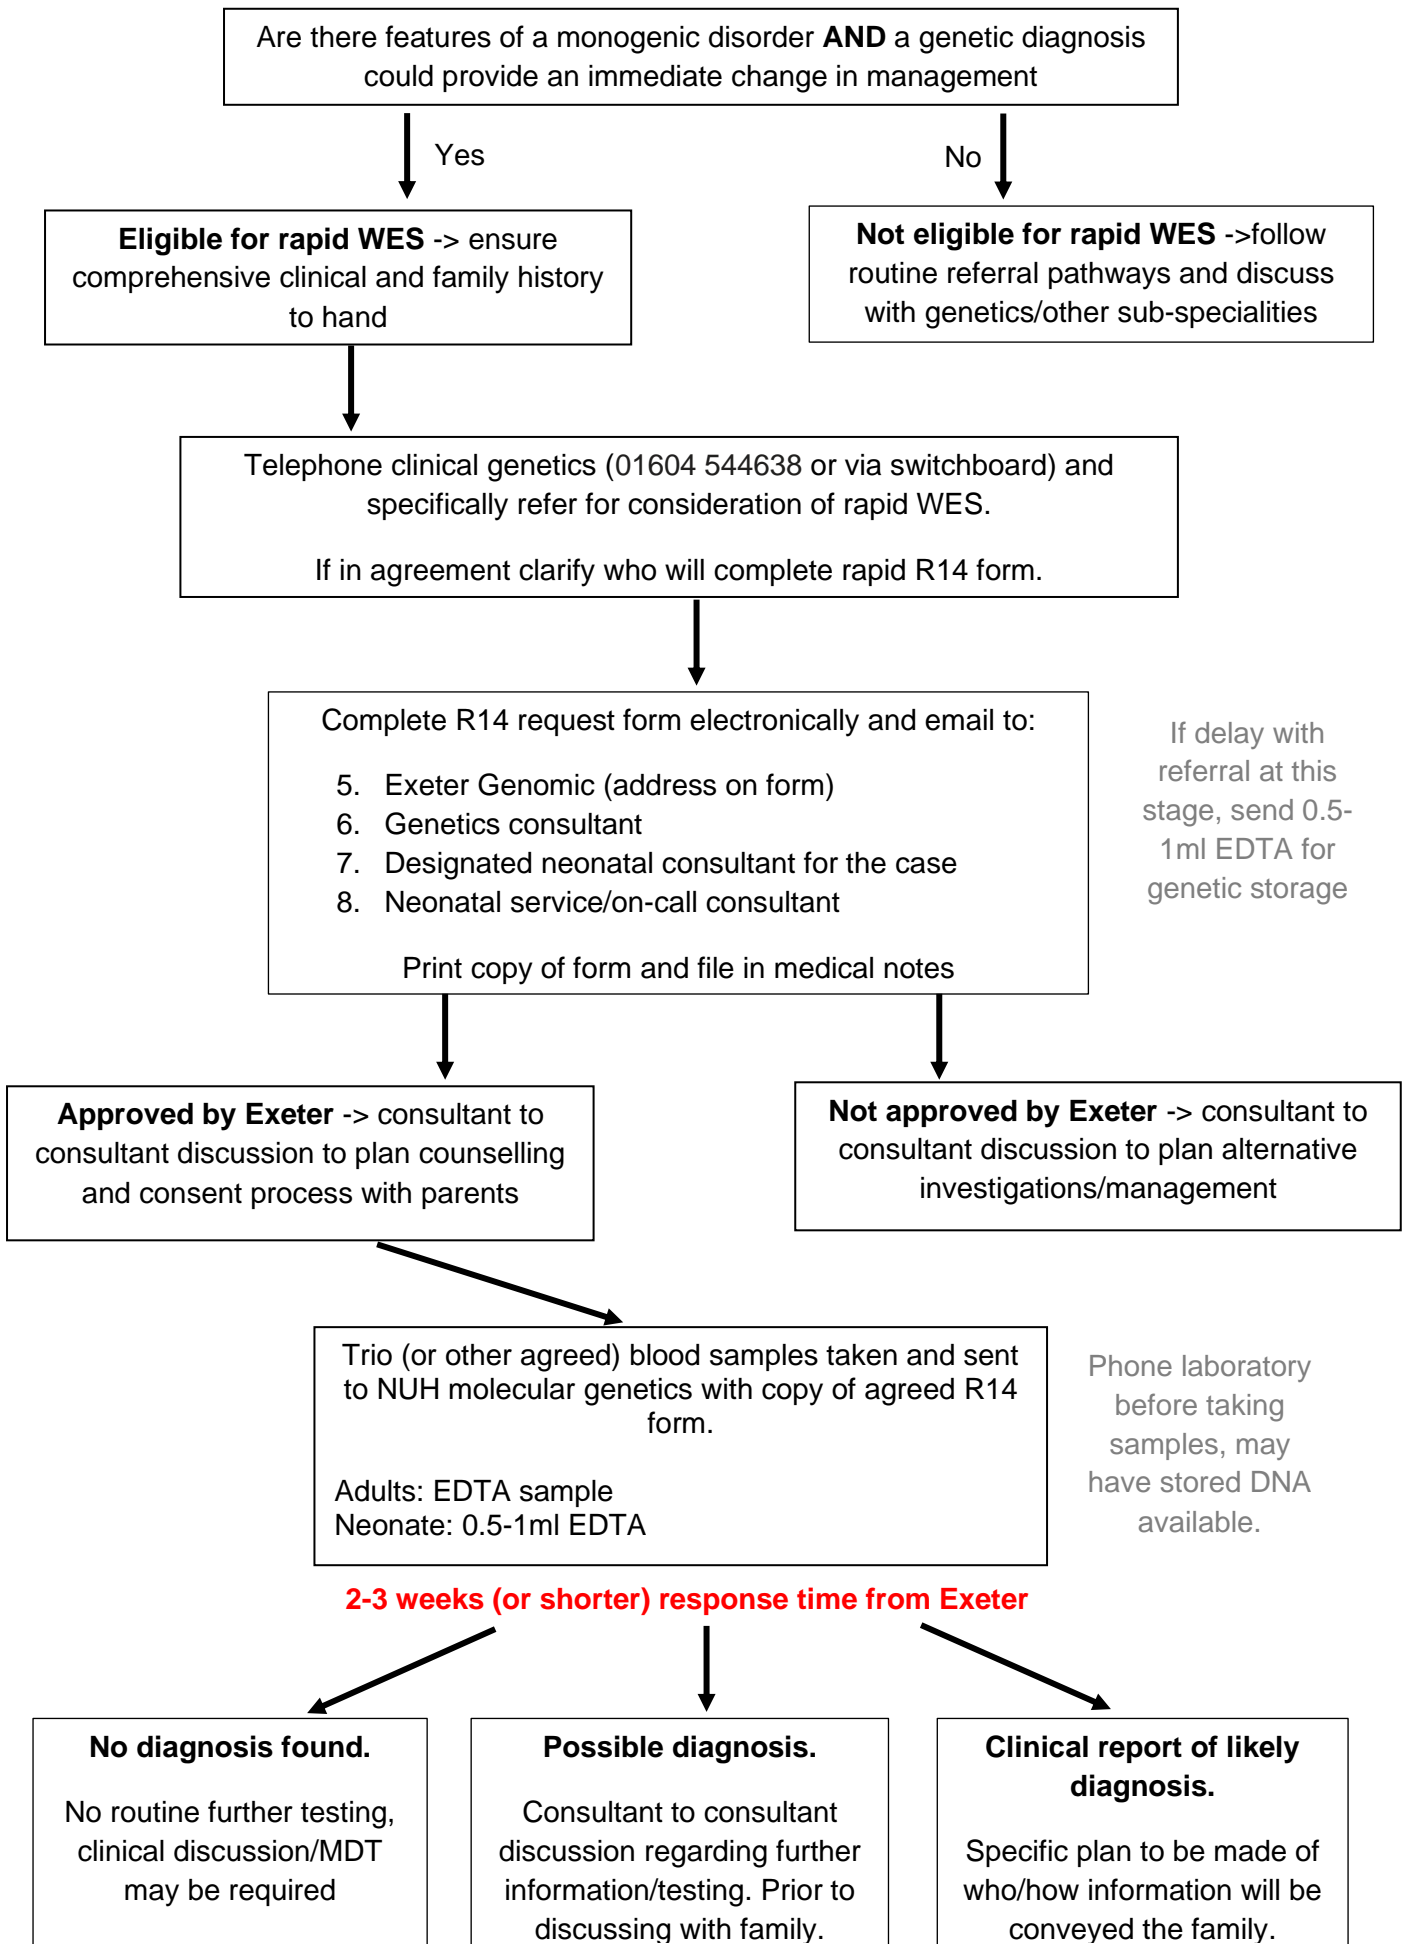 Are there features of a monogenic disorder AND a genetic diagnosis
could provide an immediate change in management
Yes
No
Eligible for rapid WES -> ensure
comprehensive clinical and family history
to hand
Not eligible for rapid WES ->follow
routine referral pathways and discuss
with genetics/other sub-specialities
Telephone clinical genetics (01604 544638 or via switchboard) and
specifically refer for consideration of rapid WES.
If in agreement clarify who will complete rapid R14 form.
Complete R14 request form electronically and email to:
5. Exeter Genomic (address on form)
6. Genetics consultant
7. Designated neonatal consultant for the case
8. Neonatal service/on-call consultant
Print copy of form and file in medical notes
If delay with
referral at this
stage, send 0.5-
1ml EDTA for
genetic storage
Approved by Exeter -> consultant to
consultant discussion to plan counselling
and consent process with parents
Not approved by Exeter -> consultant to
consultant discussion to plan alternative
investigations/management
Trio (or other agreed) blood samples taken and sent
to NUH molecular genetics with copy of agreed R14
form.
Adults: EDTA sample
Neonate: 0.5-1ml EDTA
Phone laboratory
before taking
samples, may
have stored DNA
available.
2-3 weeks (or shorter) response time from Exeter
No diagnosis found.
No routine further testing,
clinical discussion/MDT
may be required
Possible diagnosis.
Consultant to consultant
discussion regarding further
information/testing. Prior to
discussing with family.
Clinical report of likely
diagnosis.
Specific plan to be made of
who/how information will be
conveyed the family.